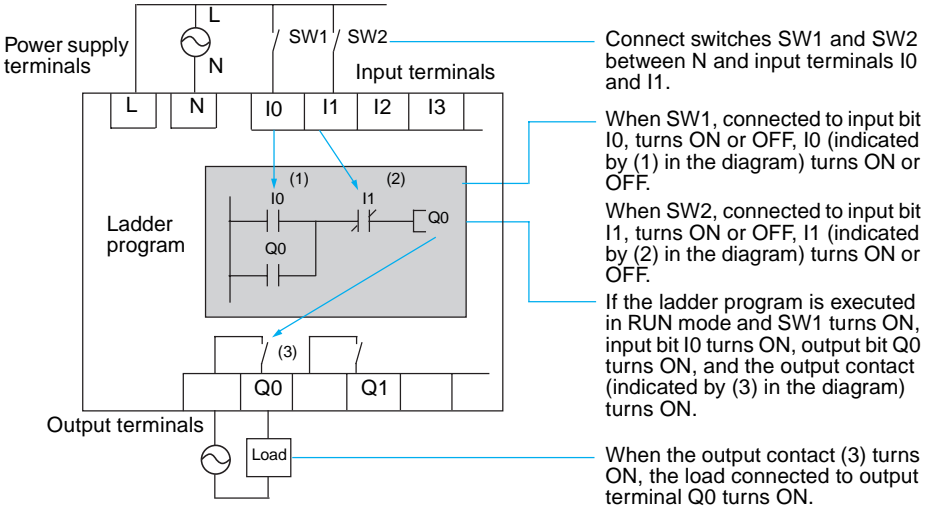 L
N
SW1
SW2
Power supply
terminals
Input terminals
L
N
I0
I1
I2
I3
(1)
(2)
I0
I1
Q0
Q0
Ladder
program
(3)
Q0
Q1
Output terminals
Load
Connect switches SW1 and SW2
between N and input terminals I0
and I1.
When SW1, connected to input bit
I0, turns ON or OFF, I0 (indicated
by (1) in the diagram) turns ON or
OFF.
When SW2, connected to input bit
I1, turns ON or OFF, I1 (indicated
by (2) in the diagram) turns ON or
OFF.
If the ladder program is executed
in RUN mode and SW1 turns ON,
input bit I0 turns ON, output bit Q0
turns ON, and the output contact
(indicated by (3) in the diagram)
turns ON.
When the output contact (3) turns
ON, the load connected to output
terminal Q0 turns ON.